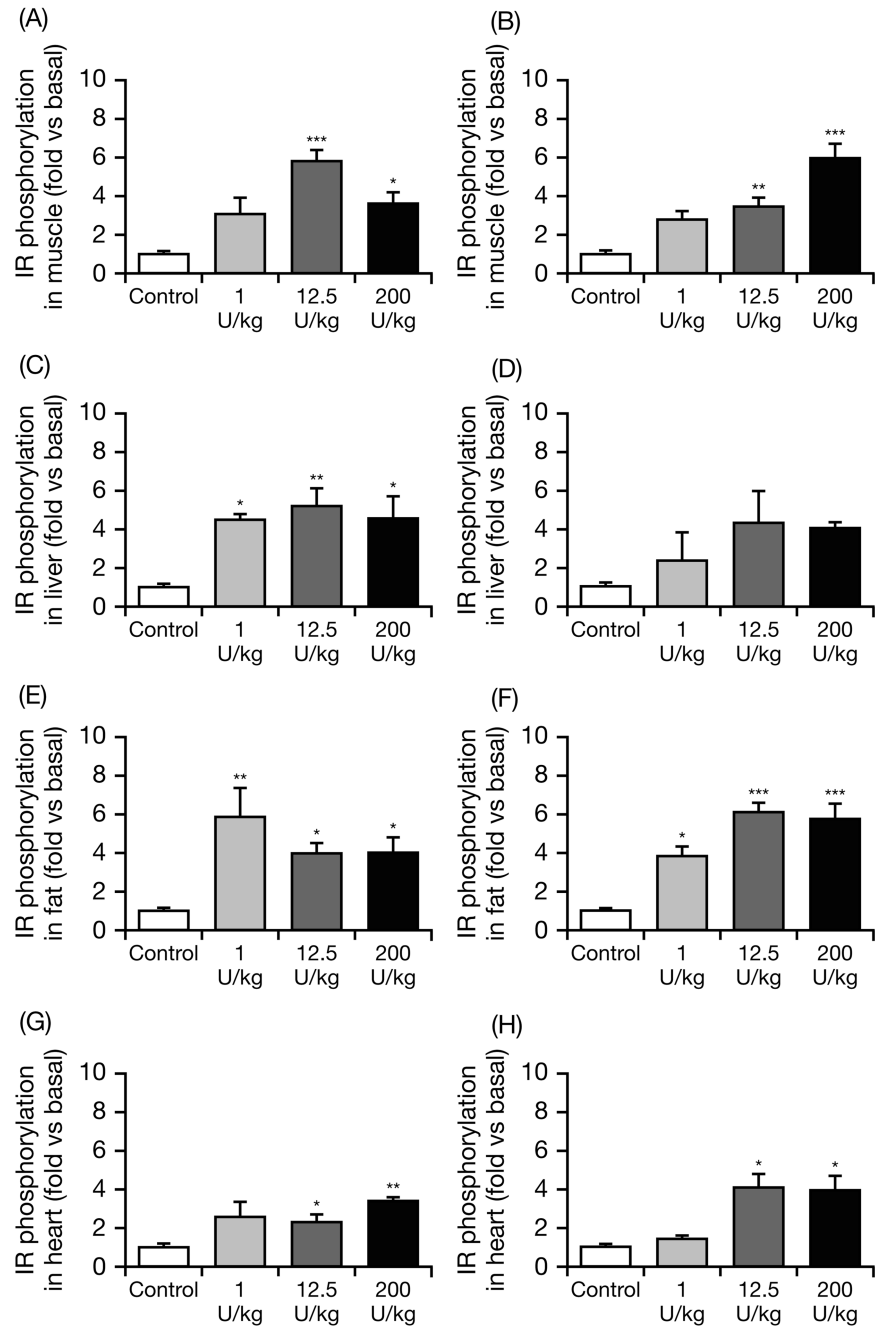 (A)
IR phosphorylation
in muscle (fold vs basal)
10
8
6
4
2
0
***
*
Control
1
U/kg
12.5
U/kg
200
U/kg
(B)
IR phosphorylation
in muscle (fold vs basal)
10
8
6
4
2
0
**
***
Control
1
U/kg
12.5
U/kg
200
U/kg
(C)
IR phosphorylation
in liver (fold vs basal)
10
8
6
4
2
0
*
**
*
Control
1
U/kg
12.5
U/kg
200
U/kg
(D)
IR phosphorylation
in liver (fold vs basal)
10
8
6
4
2
0
Control
1
U/kg
12.5
U/kg
200
U/kg
(E)
IR phosphorylation
in fat (fold vs basal)
10
8
6
4
2
0
**
*
*
Control
1
U/kg
12.5
U/kg
200
U/kg
(F)
IR phosphorylation
in fat (fold vs basal)
10
8
6
4
2
0
*
***
***
Control
1
U/kg
12.5
U/kg
200
U/kg
(G)
IR phosphorylation
in heart (fold vs basal)
10
8
6
4
2
0
*
**
Control
1
U/kg
12.5
U/kg
200
U/kg
(H)
IR phosphorylation
in heart (fold vs basal)
10
8
6
4
2
0
*
*
Control
1
U/kg
12.5
U/kg
200
U/kg